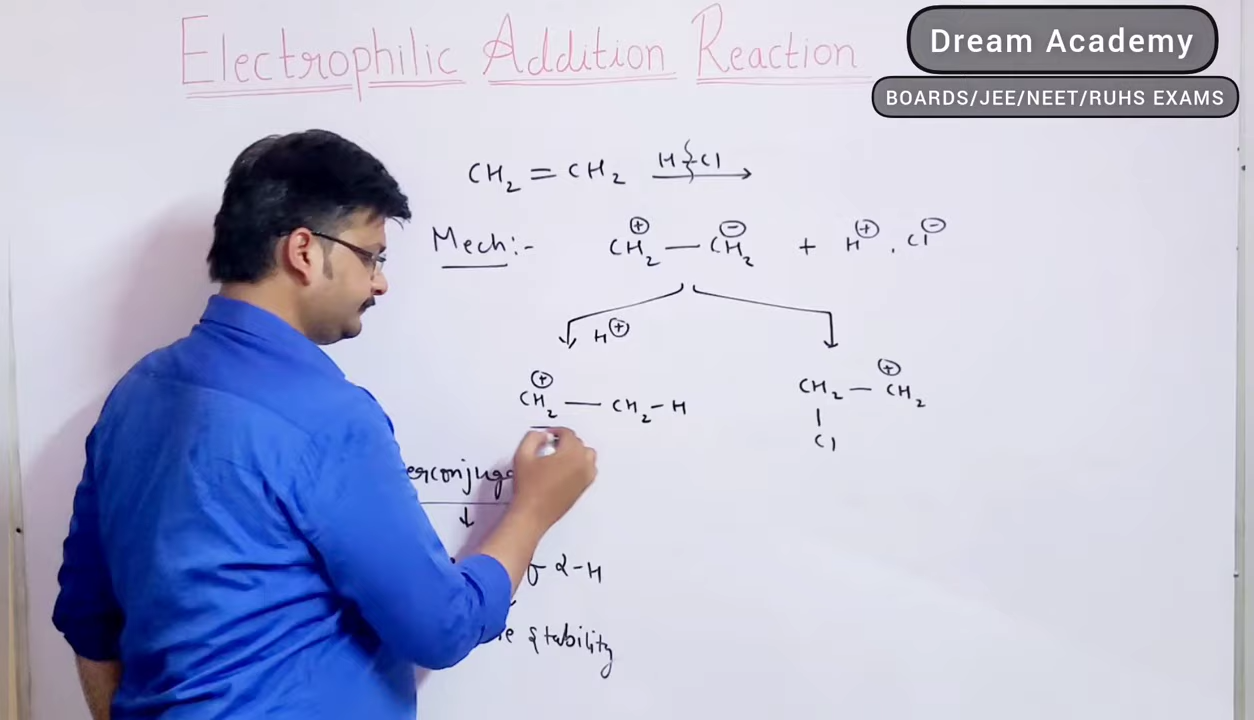 Electrophilic Addition Reaction
Dream Academy
BOARDS/JEE/NEET/RUHS EXAMS
CH₂ = CH₂ H Cl →
Mech:- CH₂⊕ — CH₂⊖ + H⊕ . Cl⊖
H⊕
CH₂⊕ — CH₂ - H
CH₂ — CH₂⊕
|
Cl
↓
α-H
stability